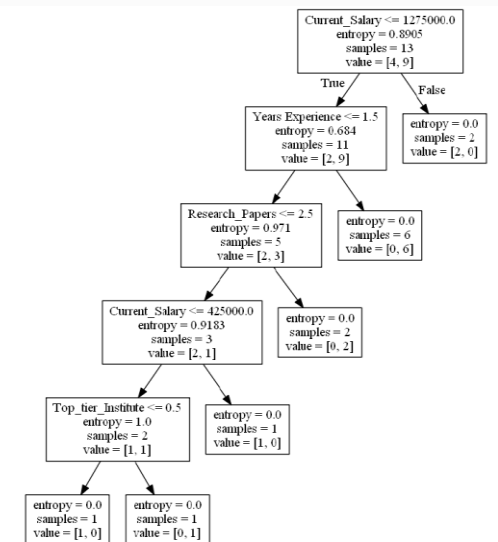 Current_Salary <= 1275000.0
entropy = 0.8905
samples = 13
value = [4, 9]
True
False
Years Experience <= 1.5
entropy = 0.684
samples = 11
value = [2, 9]
entropy = 0.0
samples = 2
value = [2, 0]
Research_Papers <= 2.5
entropy = 0.971
samples = 5
value = [2, 3]
entropy = 0.0
samples = 6
value = [0, 6]
Current_Salary <= 425000.0
entropy = 0.9183
samples = 3
value = [2, 1]
entropy = 0.0
samples = 2
value = [0, 2]
Top_tier_Institute <= 0.5
entropy = 1.0
samples = 2
value = [1, 1]
entropy = 0.0
samples = 1
value = [1, 0]
entropy = 0.0
samples = 1
value = [1, 0]
entropy = 0.0
samples = 1
value = [0, 1]